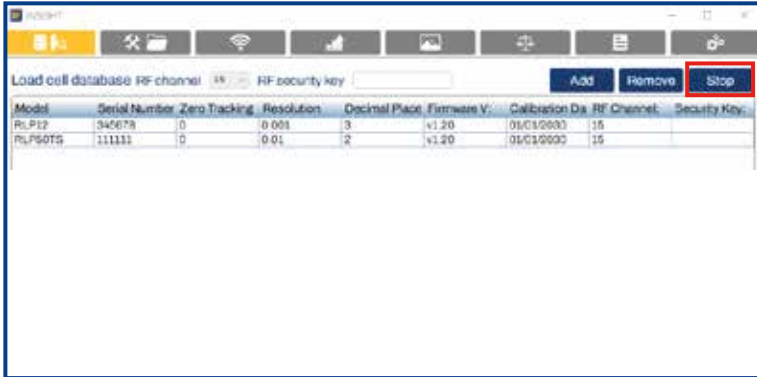 INSIGHT
Load cell database RF channel 15 RF security key Add Remove Stop
Model Serial Number Zero Tracking Resolution Decimal Place Firmware V: Calibration Da RF Channel: Security Key:
RLP12 345678 0 0.001 3 v1.20 01/01/2000 15
RLP50TS 111111 0 0.01 2 v1.20 01/01/2000 15